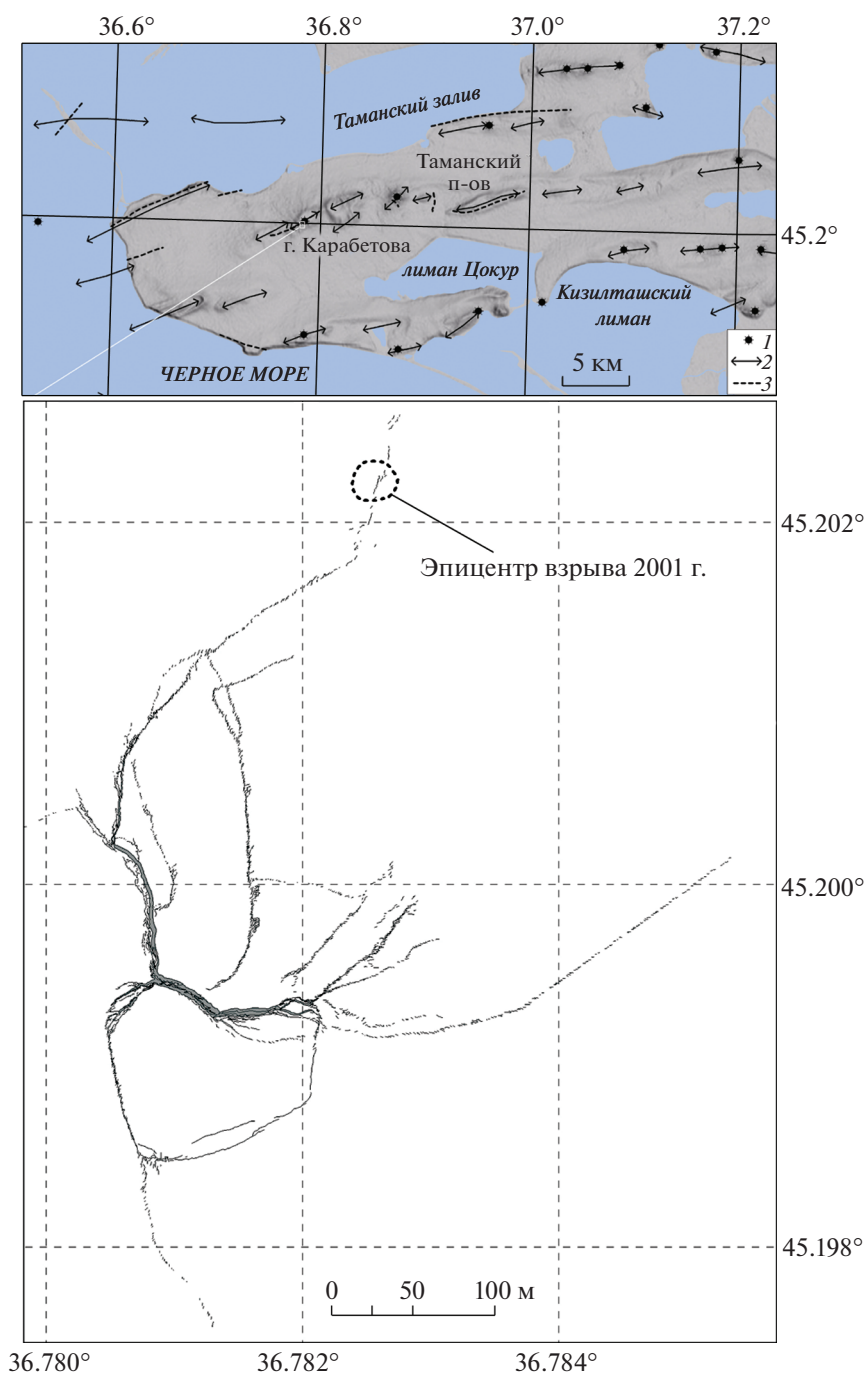 36.6°
36.8°
37.0°
37.2°
Таманский залив
Таманский
п-ов
г. Карабетова
45.2°
лиман Цокур
Кизилташский
лиман
ЧЕРНОЕ МОРЕ
5 км
1
2
3
45.202°
Эпицентр взрыва 2001 г.
45.200°
45.198°
0 50 100 м
36.780°
36.782°
36.784°